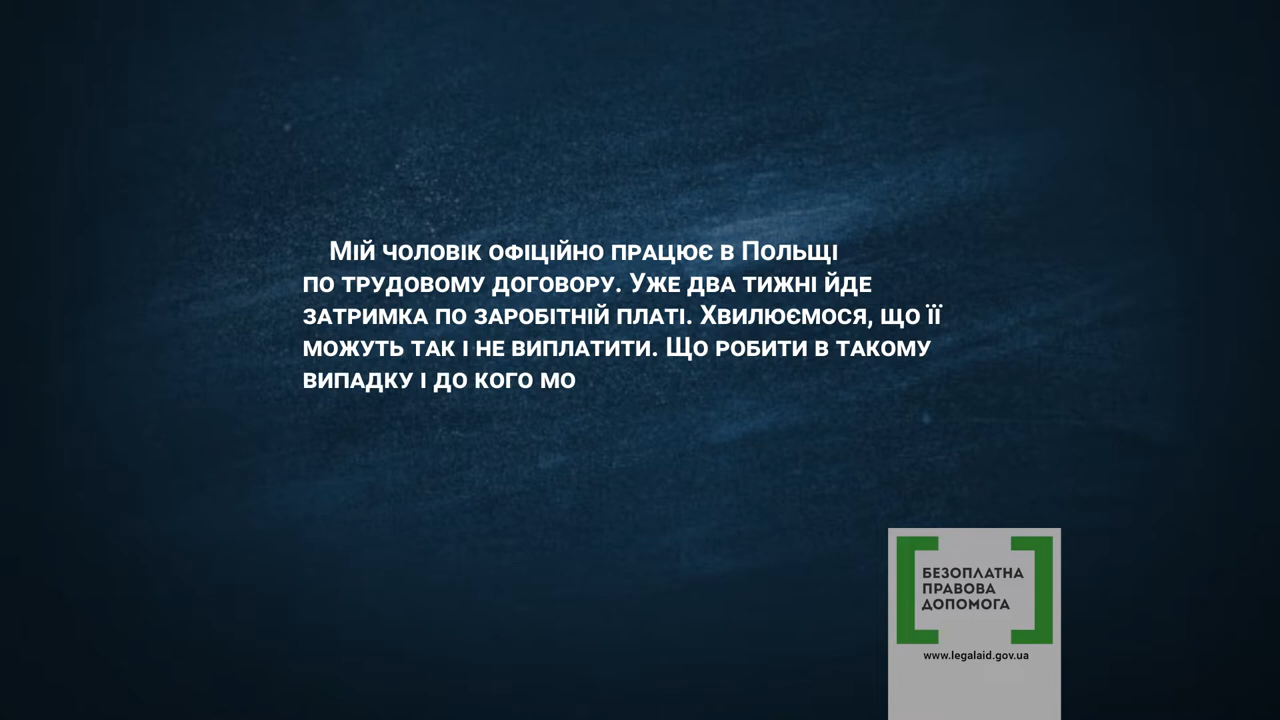 Мій чоловік офіційно працює в Польщі
по трудовому договору. Уже два тижні йде
затримка по заробітній платі. Хвилюємося, що її
можуть так і не виплатити. Що робити в такому
випадку і до кого мо
БЕЗОПЛАТНА
ПРАВОВА
ДОПОМОГА
www.legalaid.gov.ua